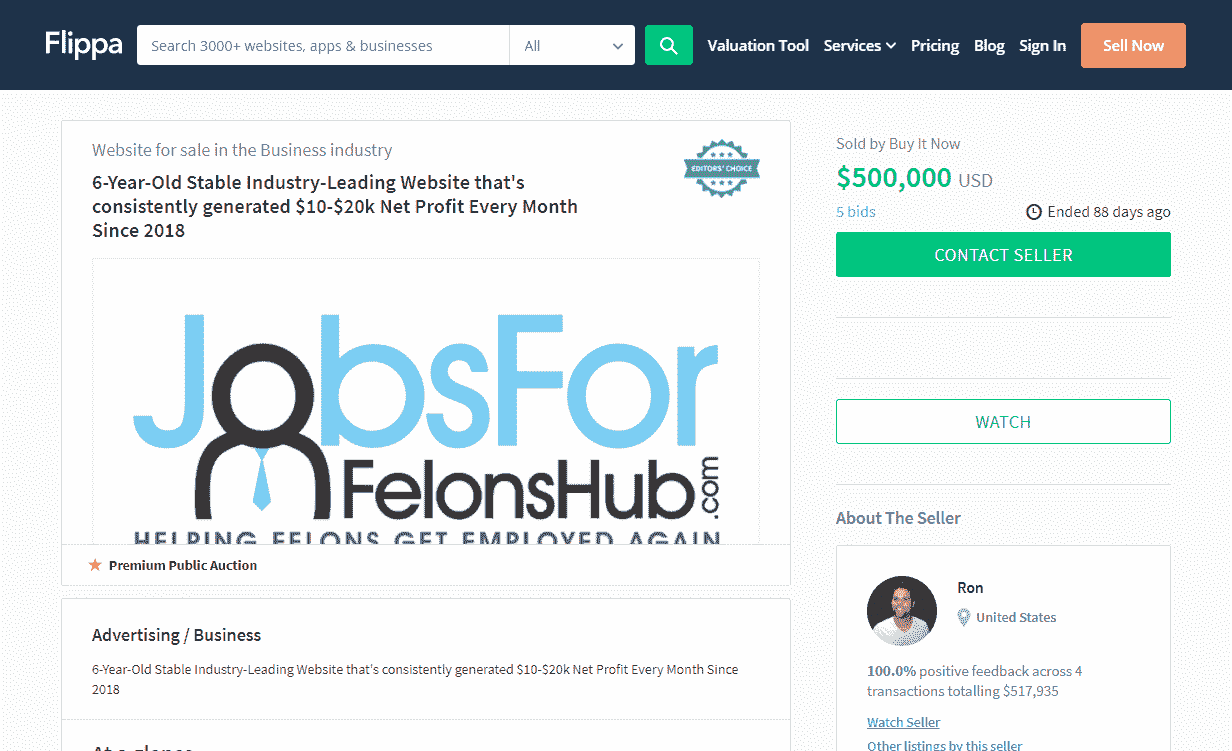 Flippa
Search 3000+ websites, apps & businesses
All
Valuation Tool
Services
Pricing
Blog
Sign In
Sell Now
Website for sale in the Business industry
EDITORS' CHOICE
6-Year-Old Stable Industry-Leading Website that's
consistently generated $10-$20k Net Profit Every Month
Since 2018
JobsFor
FelonsHub.com
HELPING FELONS GET EMPLOYED AGAIN
Premium Public Auction
Advertising / Business
6-Year-Old Stable Industry-Leading Website that's consistently generated $10-$20k Net Profit Every Month Since
2018
At a glance
Sold by Buy It Now
$500,000 USD
5 bids
Ended 88 days ago
CONTACT SELLER
WATCH
About The Seller
Ron
United States
100.0% positive feedback across 4
transactions totalling $517,935
Watch Seller
Other listings by this seller